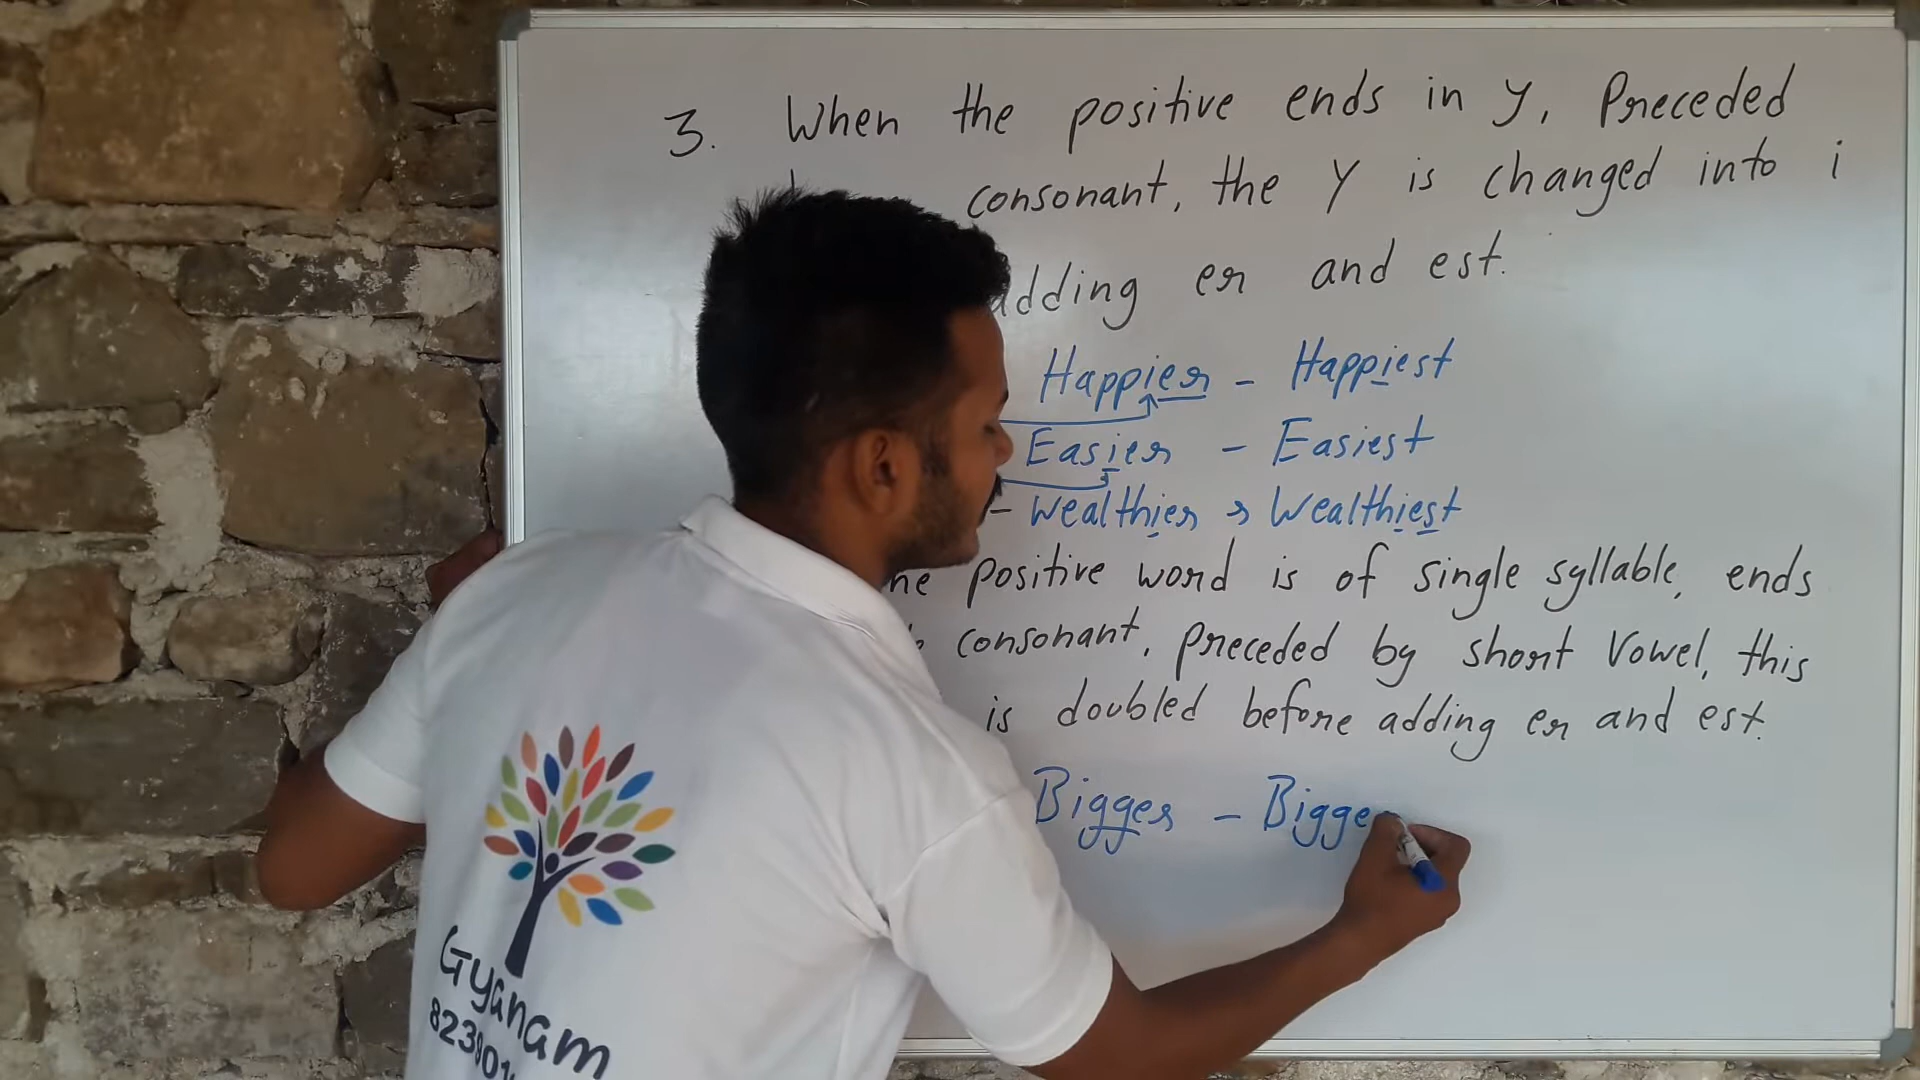 3. When the positive ends in y, Preceded
consonant, the Y is changed into i
adding er and est.
Happier - Happiest
Easier - Easiest
- Wealthier - Wealthiest
positive word is of single syllable, ends
consonant, preceded by short Vowel, this
is doubled before adding er and est.
Bigger - Bigge
Gyanam